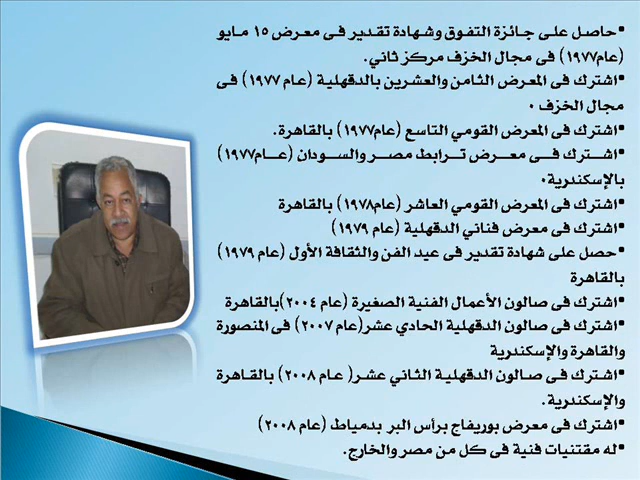 •حاصل على جائزة التفوق وشهادة تقدير فى معرض ١٥ مايو
(عام١٩٧٧) فى مجال الخزف مركز ثاني.
•اشترك فى المعرض الثامن والعشرين بالدقهلية (عام ١٩٧٧) فى
مجال الخزف ٠
•اشترك فى المعرض القومي التاسع (عام١٩٧٧) بالقاهرة.
•اشترك فى معرض ترابط مصر والسودان (عام١٩٧٧)
بالإسكندرية٠
•اشترك فى المعرض القومي العاشر (عام١٩٧٨) بالقاهرة
•اشترك فى معرض فناني الدقهلية (عام ١٩٧٩)
•حصل على شهادة تقدير فى عيد الفن والثقافة الأول (عام ١٩٧٩)
بالقاهرة
•اشترك فى صالون الأعمال الفنية الصغيرة (عام ٢٠٠٤)بالقاهرة
•اشترك فى صالون الدقهلية الحادي عشر(عام ٢٠٠٧) فى المنصورة
والقاهرة والإسكندرية
•اشترك فى صالون الدقهلية الثاني عشر( عام ٢٠٠٨) بالقاهرة
والإسكندرية.
•اشترك فى معرض بوريفاج برأس البر بدمياط (عام ٢٠٠٨)
•له مقتنيات فنية فى كل من مصر والخارج.